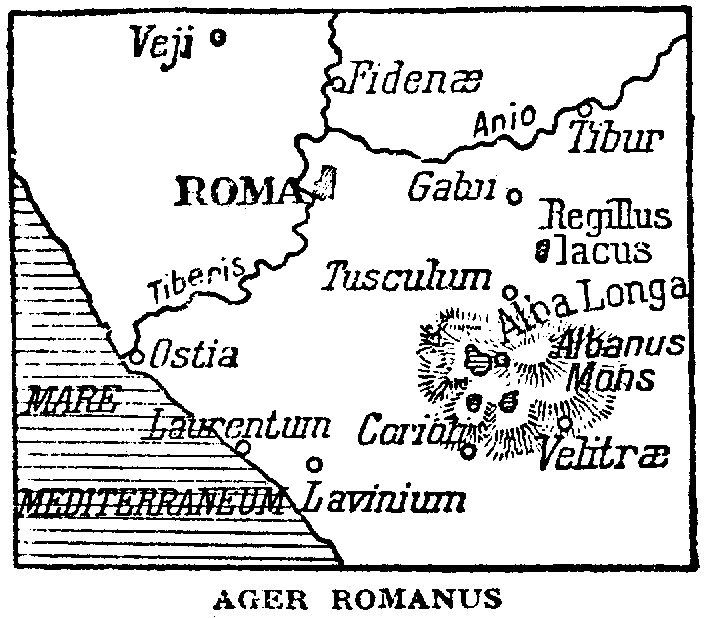 Veji
Fidenæ
Anio
Tibur
ROMA
Gabii
Regillus
lacus
Tiberis
Tusculum
Alba Longa
Ostia
Albanus
Mons
MARE
Laurentum
Corioli
Velitræ
MEDITERRANEUM
Lavinium
AGER ROMANUS